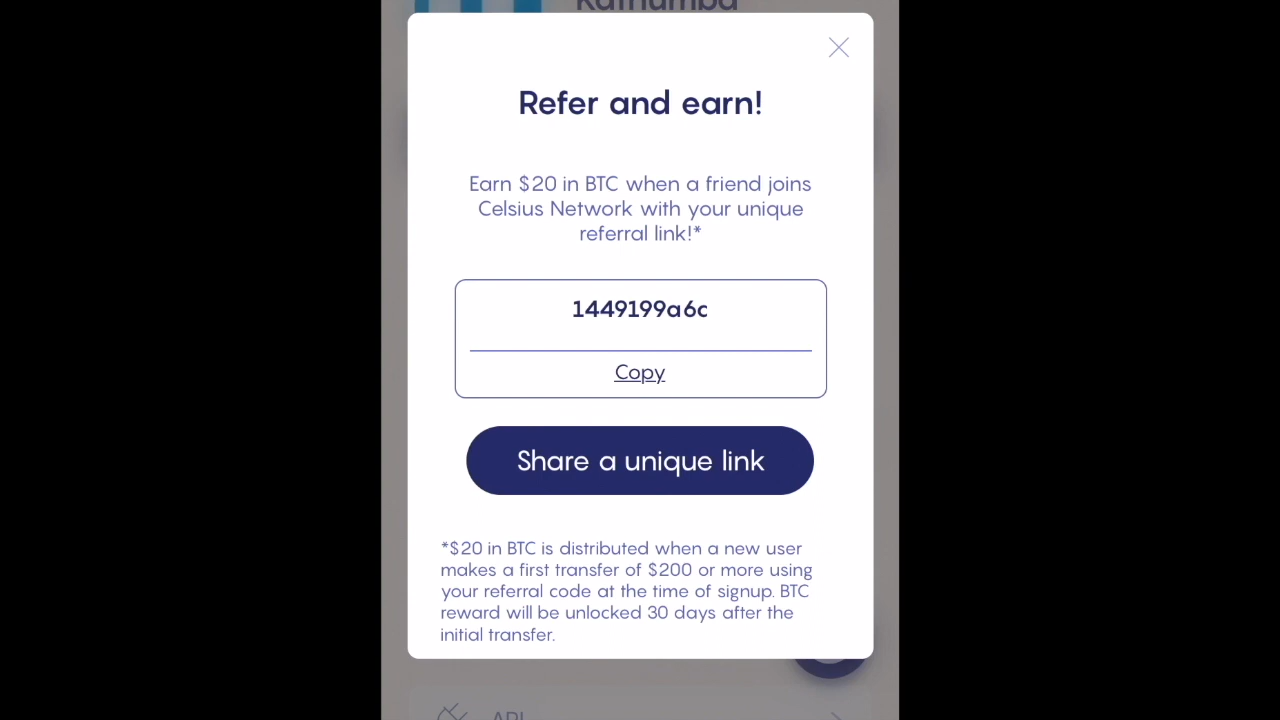 Refer and earn!
Earn $20 in BTC when a friend joins
Celsius Network with your unique
referral link!*
1449199a6c
Copy
Share a unique link
*$20 in BTC is distributed when a new user
makes a first transfer of $200 or more using
your referral code at the time of signup. BTC
reward will be unlocked 30 days after the
initial transfer.
API